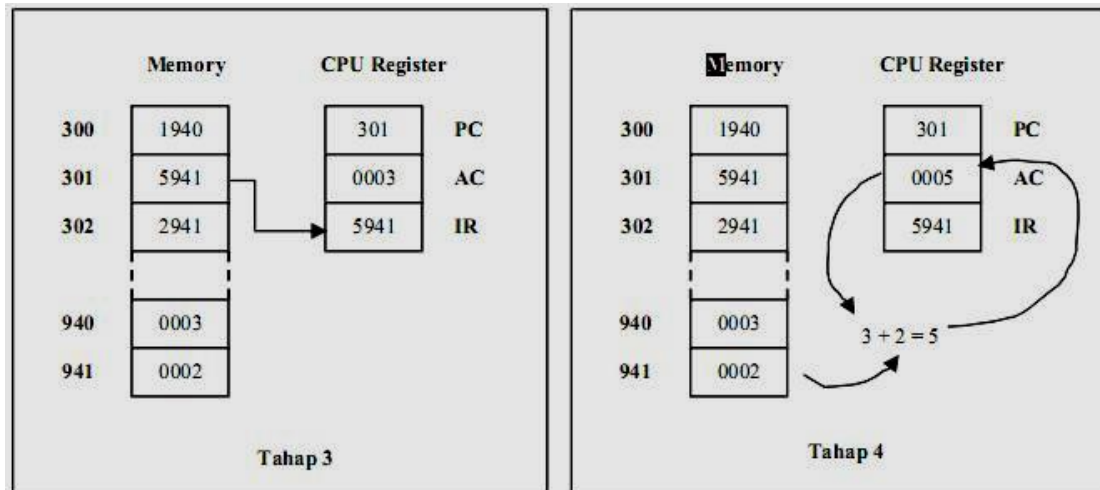 Memory CPU Register
300 1940 301 PC
301 5941 0003 AC
302 2941 5941 IR
940 0003
941 0002
Tahap 3
Memory CPU Register
300 1940 301 PC
301 5941 0005 AC
302 2941 5941 IR
940 0003
3 + 2 = 5
941 0002
Tahap 4